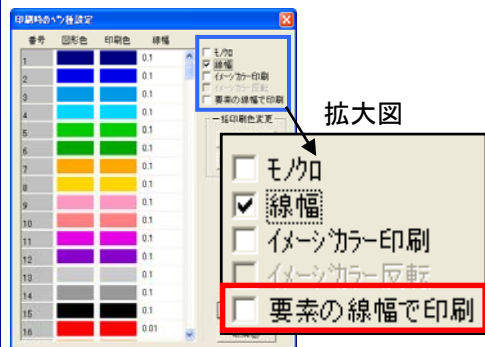 印刷時のペン種設定
番号 図形色 印刷色 線幅
1 0.1
2 0.1
3 0.1
4 0.1
5 0.1
6 0.1
7 0.1
8 0.1
9 0.1
10 0.1
11 0.1
12 0.1
13 0.1
14 0.1
15 0.1
16 0.01
モノクロ
線幅
イメージカラー印刷
イメージカラー反転
要素の線幅で印刷
一括印刷色変更
拡大図
モノクロ
線幅
イメージカラー印刷
イメージカラー反転
要素の線幅で印刷